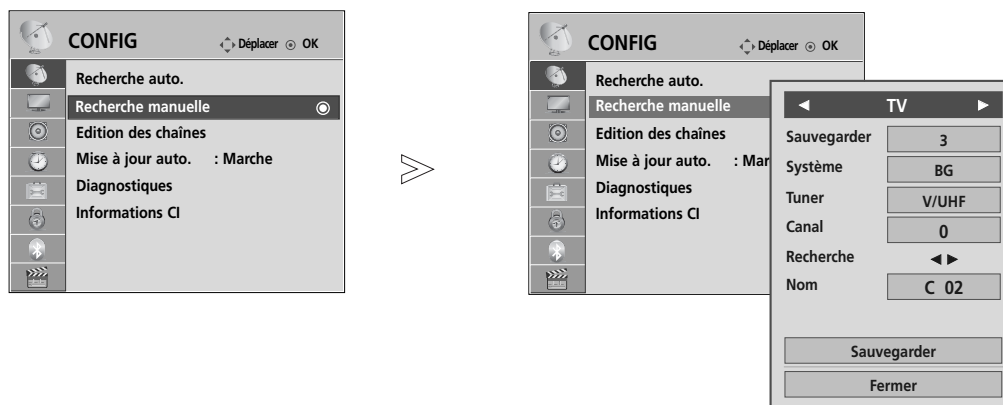 CONFIG Déplacer OK
Recherche auto.
Recherche manuelle
Edition des chaînes
Mise à jour auto. : Marche
Diagnostiques
Informations CI
CONFIG Déplacer OK
Recherche auto.
Recherche manuelle
Edition des chaînes
Mise à jour auto. : Mar
Diagnostiques
Informations CI
◄ TV ►
Sauvegarder 3
Système BG
Tuner V/UHF
Canal 0
Recherche ◄ ►
Nom C 02
Sauvegarder
Fermer